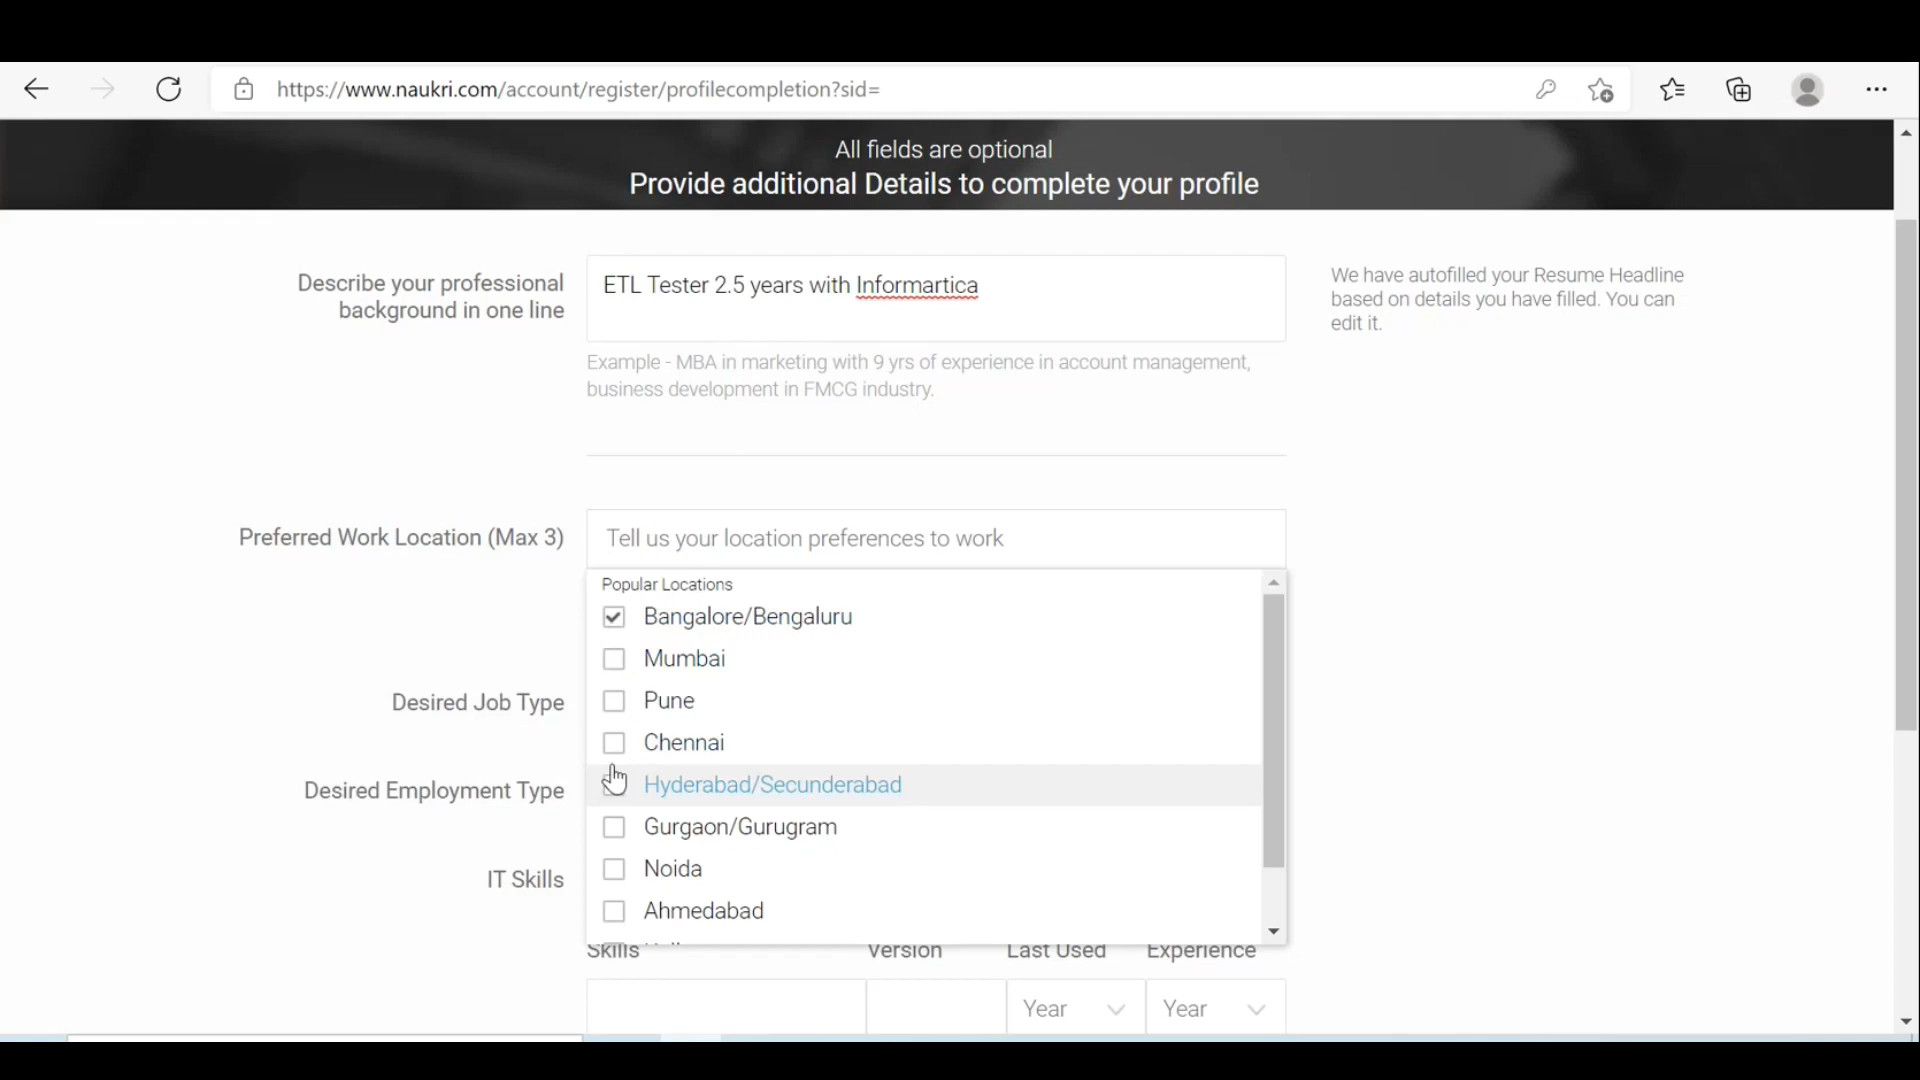 https://www.naukri.com/account/register/profilecompletion?sid=
All fields are optional
Provide additional Details to complete your profile
Describe your professional
background in one line
ETL Tester 2.5 years with Informartica
We have autofilled your Resume Headline
based on details you have filled. You can
edit it.
Example - MBA in marketing with 9 yrs of experience in account management,
business development in FMCG industry.
Preferred Work Location (Max 3)
Tell us your location preferences to work
Popular Locations
Bangalore/Bengaluru
Mumbai
Pune
Desired Job Type
Chennai
Desired Employment Type
Hyderabad/Secunderabad
Gurgaon/Gurugram
Noida
IT Skills
Ahmedabad
Skills Version Last Used Experience
Year Year